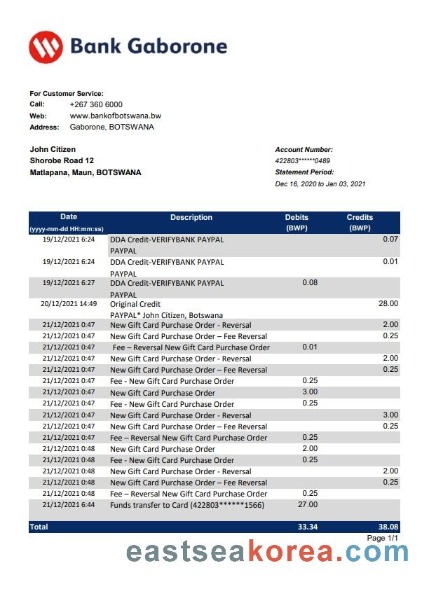 Bank Gaborone
For Customer Service:
Call: +267 360 6000
Web: www.bankofbotswana.bw
Address: Gaborone, BOTSWANA
John Citizen
Shorobe Road 12
Matlapana, Maun, BOTSWANA
Account Number:
422803******0489
Statement Period:
Dec 16, 2020 to Jan 03, 2021
Date Description Debits Credits
(yyyy-mm-dd HH:mm:ss) (BWP) (BWP)
19/12/2021 6:24 DDA Credit-VERIFYBANK PAYPAL 0.07
PAYPAL
19/12/2021 6:24 DDA Credit-VERIFYBANK PAYPAL 0.01
PAYPAL
19/12/2021 6:27 DDA Credit-VERIFYBANK PAYPAL 0.08
PAYPAL
20/12/2021 14:49 Original Credit 28.00
PAYPAL* John Citizen, Botswana
21/12/2021 0:47 New Gift Card Purchase Order - Reversal 2.00
21/12/2021 0:47 New Gift Card Purchase Order – Fee Reversal 0.25
21/12/2021 0:47 Fee – Reversal New Gift Card Purchase Order 0.01
21/12/2021 0:47 New Gift Card Purchase Order - Reversal 2.00
21/12/2021 0:47 New Gift Card Purchase Order – Fee Reversal 0.25
21/12/2021 0:47 Fee - New Gift Card Purchase Order 0.25
21/12/2021 0:47 New Gift Card Purchase Order 3.00
21/12/2021 0:47 Fee - New Gift Card Purchase Order 0.25
21/12/2021 0:47 New Gift Card Purchase Order - Reversal 3.00
21/12/2021 0:47 New Gift Card Purchase Order – Fee Reversal 0.25
21/12/2021 0:47 Fee – Reversal New Gift Card Purchase Order 0.25
21/12/2021 0:47 New Gift Card Purchase Order 2.00
21/12/2021 0:48 Fee - New Gift Card Purchase Order 0.25
21/12/2021 0:48 New Gift Card Purchase Order - Reversal 2.00
21/12/2021 0:48 New Gift Card Purchase Order – Fee Reversal 0.25
21/12/2021 0:48 Fee – Reversal New Gift Card Purchase Order 0.25
21/12/2021 6:44 Funds transfer to Card (422803******1566) 27.00
Total 33.34 38.08
Page 1/1
eastseakorea.com